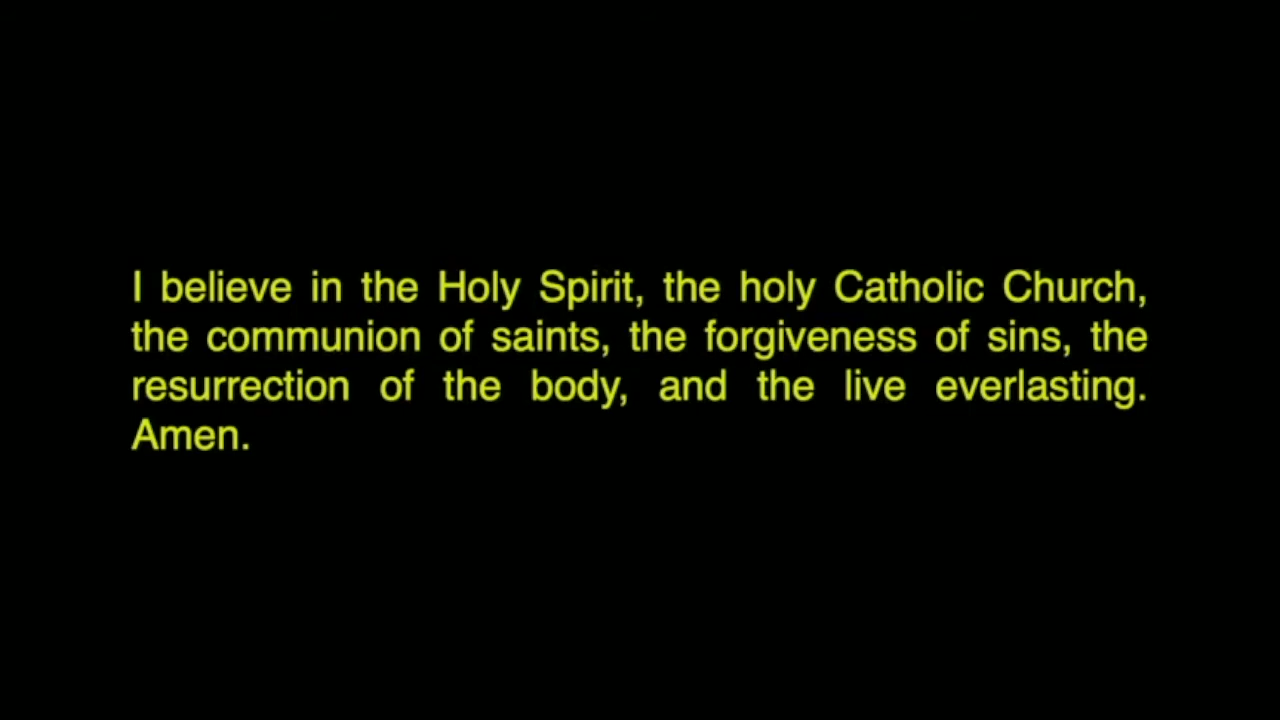 I believe in the Holy Spirit, the holy Catholic Church,
the communion of saints, the forgiveness of sins, the
resurrection of the body, and the live everlasting.
Amen.